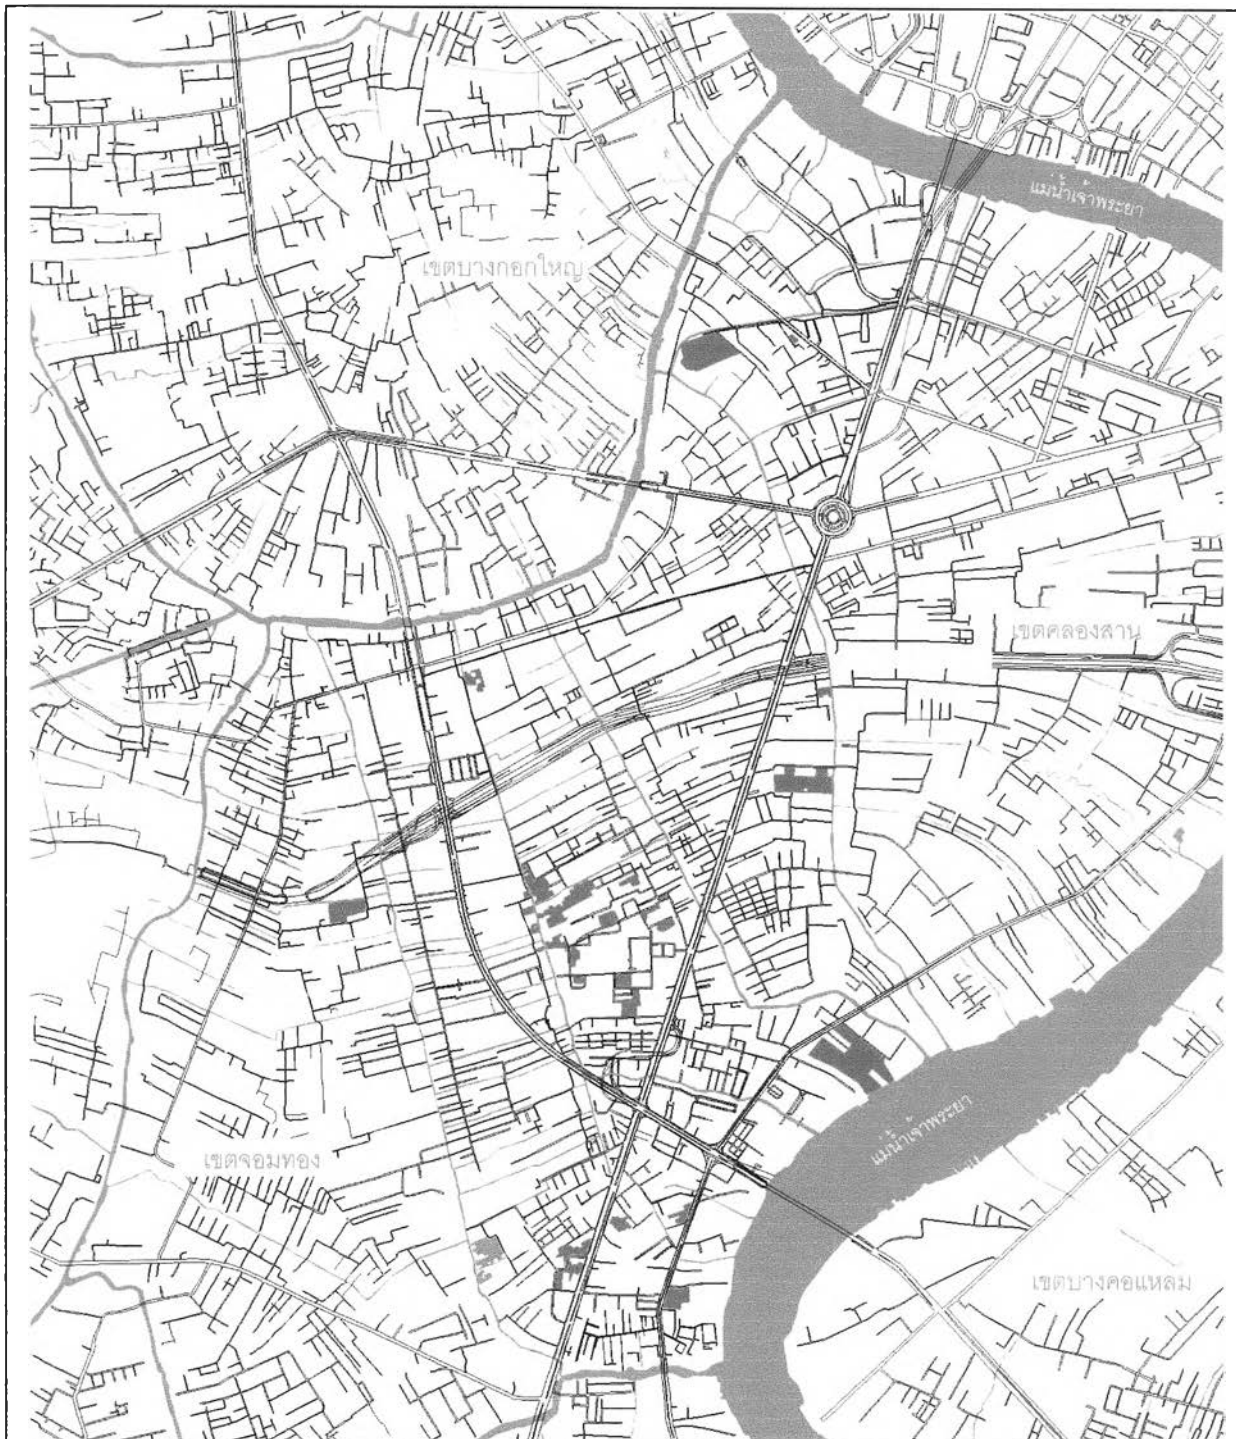 แม่น้ำเจ้าพระยา
เขตบางกอกใหญ่
เขตคลองสาน
แม่น้ำเจ้าพระยา
เขตจอมทอง
เขตบางคอแหลม